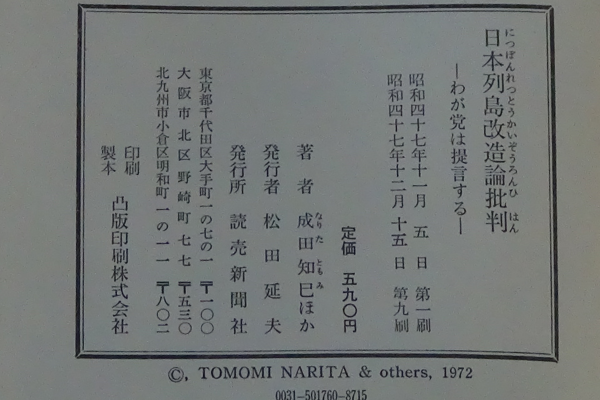 日本列島改造論批判
にっぽんれっとうかいぞうろんひはん
―わが党は提言する―
昭和四十七年十一月 五 日 第一刷
昭和四十七年十二月 十五 日 第九刷
定価 五九〇円
著者 成田知巳ほか
なりた ともみ
発行者 松田延夫
発行所 読売新聞社
東京都千代田区大手町一の七の一 〒一〇〇
大阪市北区野崎町七七 〒五三〇
北九州市小倉区明和町一の一一 〒八〇二
印刷
製本 凸版印刷株式会社
©, TOMOMI NARITA & others, 1972
0031-501760-8715